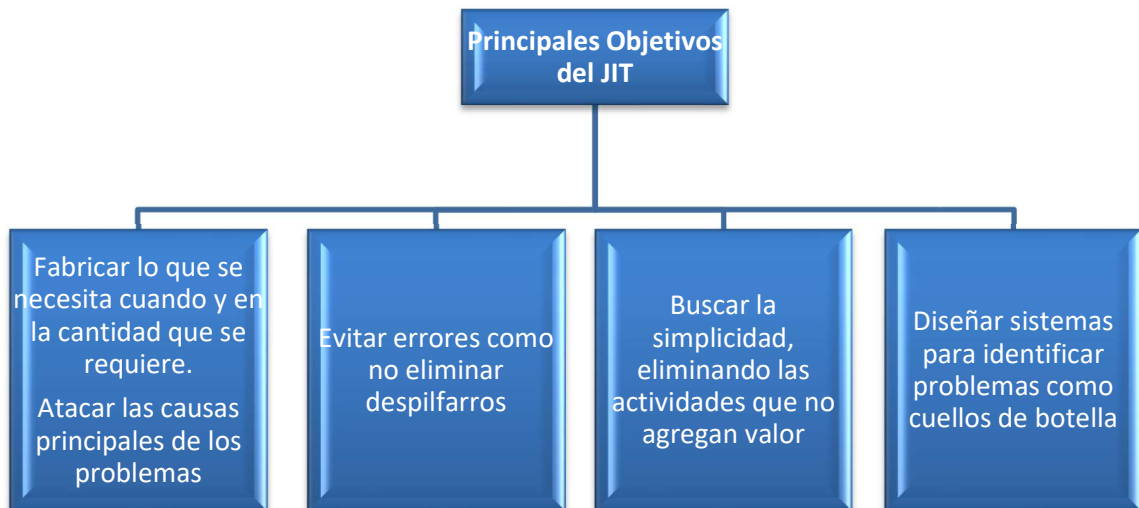 Principales Objetivos
del JIT
Fabricar lo que se
necesita cuando y en
la cantidad que se
requiere.
Atacar las causas
principales de los
problemas
Evitar errores como
no eliminar
despilfarros
Buscar la
simplicidad,
eliminando las
actividades que no
agregan valor
Diseñar sistemas
para identificar
problemas como
cuellos de botella